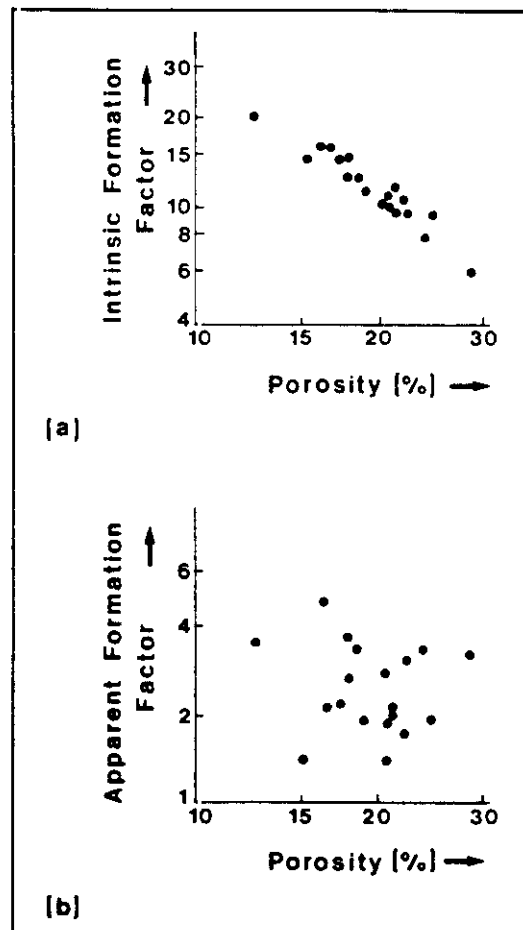 Intrinsic Formation
Factor
30
20
15
10
8
6
4
10 15 20 30
Porosity [%]
[a]
Apparent Formation
Factor
6
4
2
1
10 15 20 30
Porosity [%]
[b]